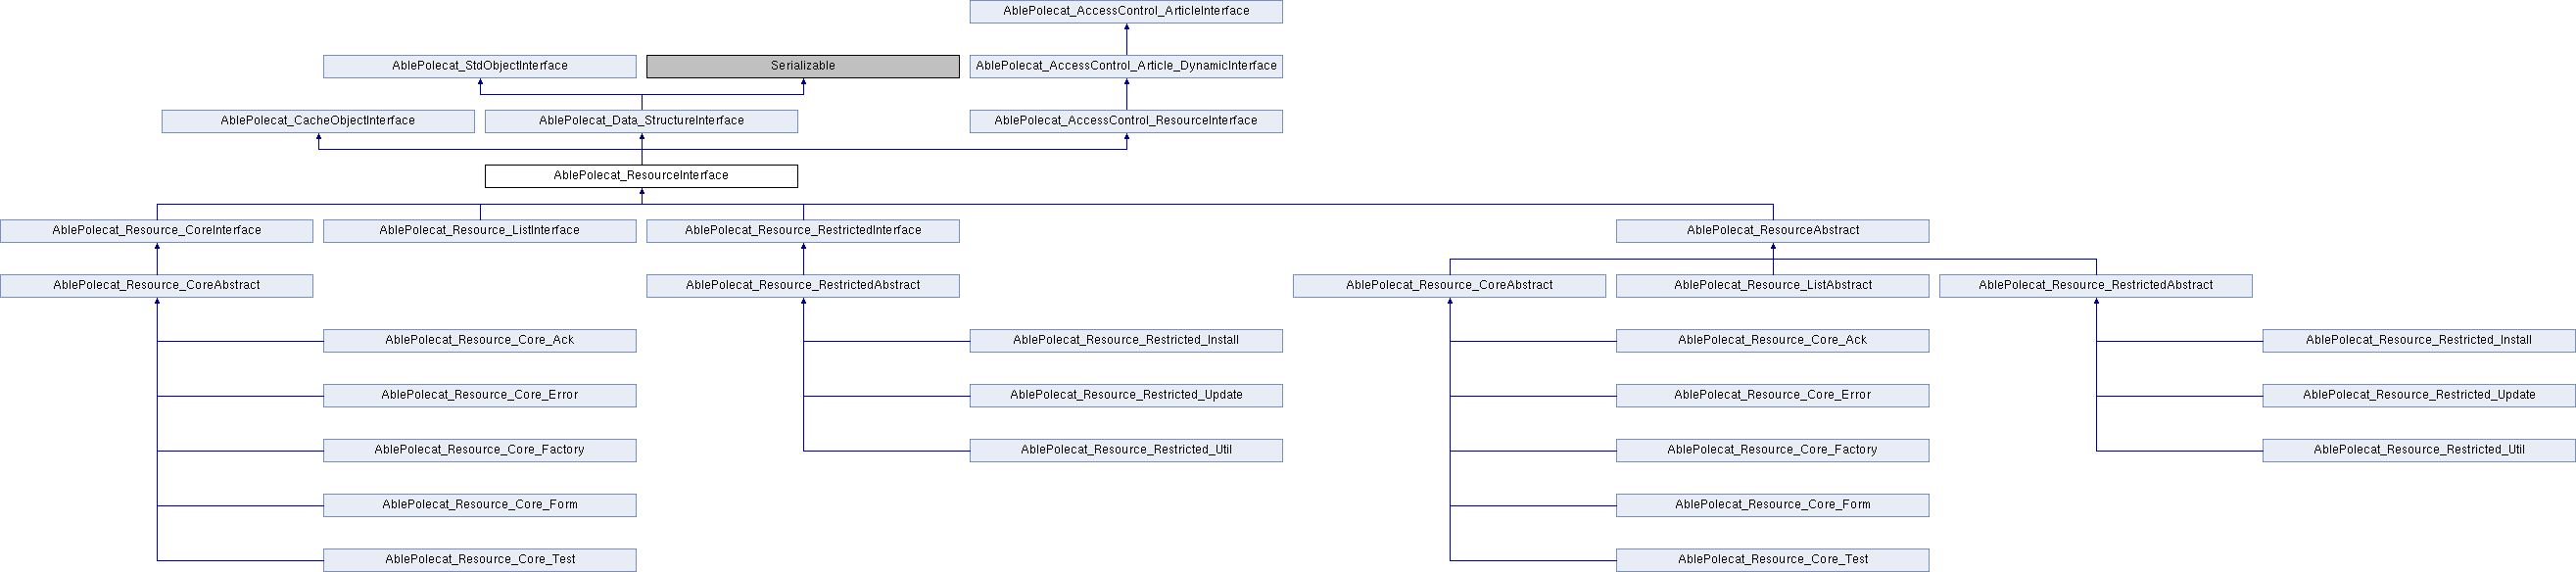 AblePolecat_AccessControl_ArticleInterface
AblePolecat_StdObjectInterface
Serializable
AblePolecat_AccessControl_Article_DynamicInterface
AblePolecat_CacheObjectInterface
AblePolecat_Data_StructureInterface
AblePolecat_AccessControl_ResourceInterface
AblePolecat_ResourceInterface
AblePolecat_Resource_CoreInterface
AblePolecat_Resource_ListInterface
AblePolecat_Resource_RestrictedInterface
AblePolecat_ResourceAbstract
AblePolecat_Resource_CoreAbstract
AblePolecat_Resource_RestrictedAbstract
AblePolecat_Resource_CoreAbstract
AblePolecat_Resource_ListAbstract
AblePolecat_Resource_RestrictedAbstract
AblePolecat_Resource_Core_Ack
AblePolecat_Resource_Restricted_Install
AblePolecat_Resource_Core_Ack
AblePolecat_Resource_Restricted_Install
AblePolecat_Resource_Core_Error
AblePolecat_Resource_Restricted_Update
AblePolecat_Resource_Core_Error
AblePolecat_Resource_Restricted_Update
AblePolecat_Resource_Core_Factory
AblePolecat_Resource_Restricted_Util
AblePolecat_Resource_Core_Factory
AblePolecat_Resource_Restricted_Util
AblePolecat_Resource_Core_Form
AblePolecat_Resource_Core_Form
AblePolecat_Resource_Core_Test
AblePolecat_Resource_Core_Test